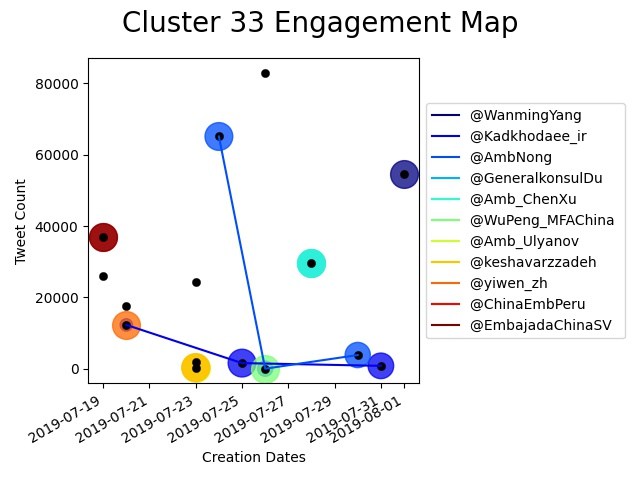 Cluster 33 Engagement Map
80000
60000
40000
20000
0
Tweet Count
2019-07-19
2019-07-21
2019-07-23
2019-07-25
2019-07-27
2019-07-29
2019-07-31
2019-08-01
Creation Dates
@WanmingYang
@Kadkhodaee_ir
@AmbNong
@GeneralkonsulDu
@Amb_ChenXu
@WuPeng_MFAChina
@Amb_Ulyanov
@keshavarzzadeh
@yiwen_zh
@ChinaEmbPeru
@EmbajadaChinaSV